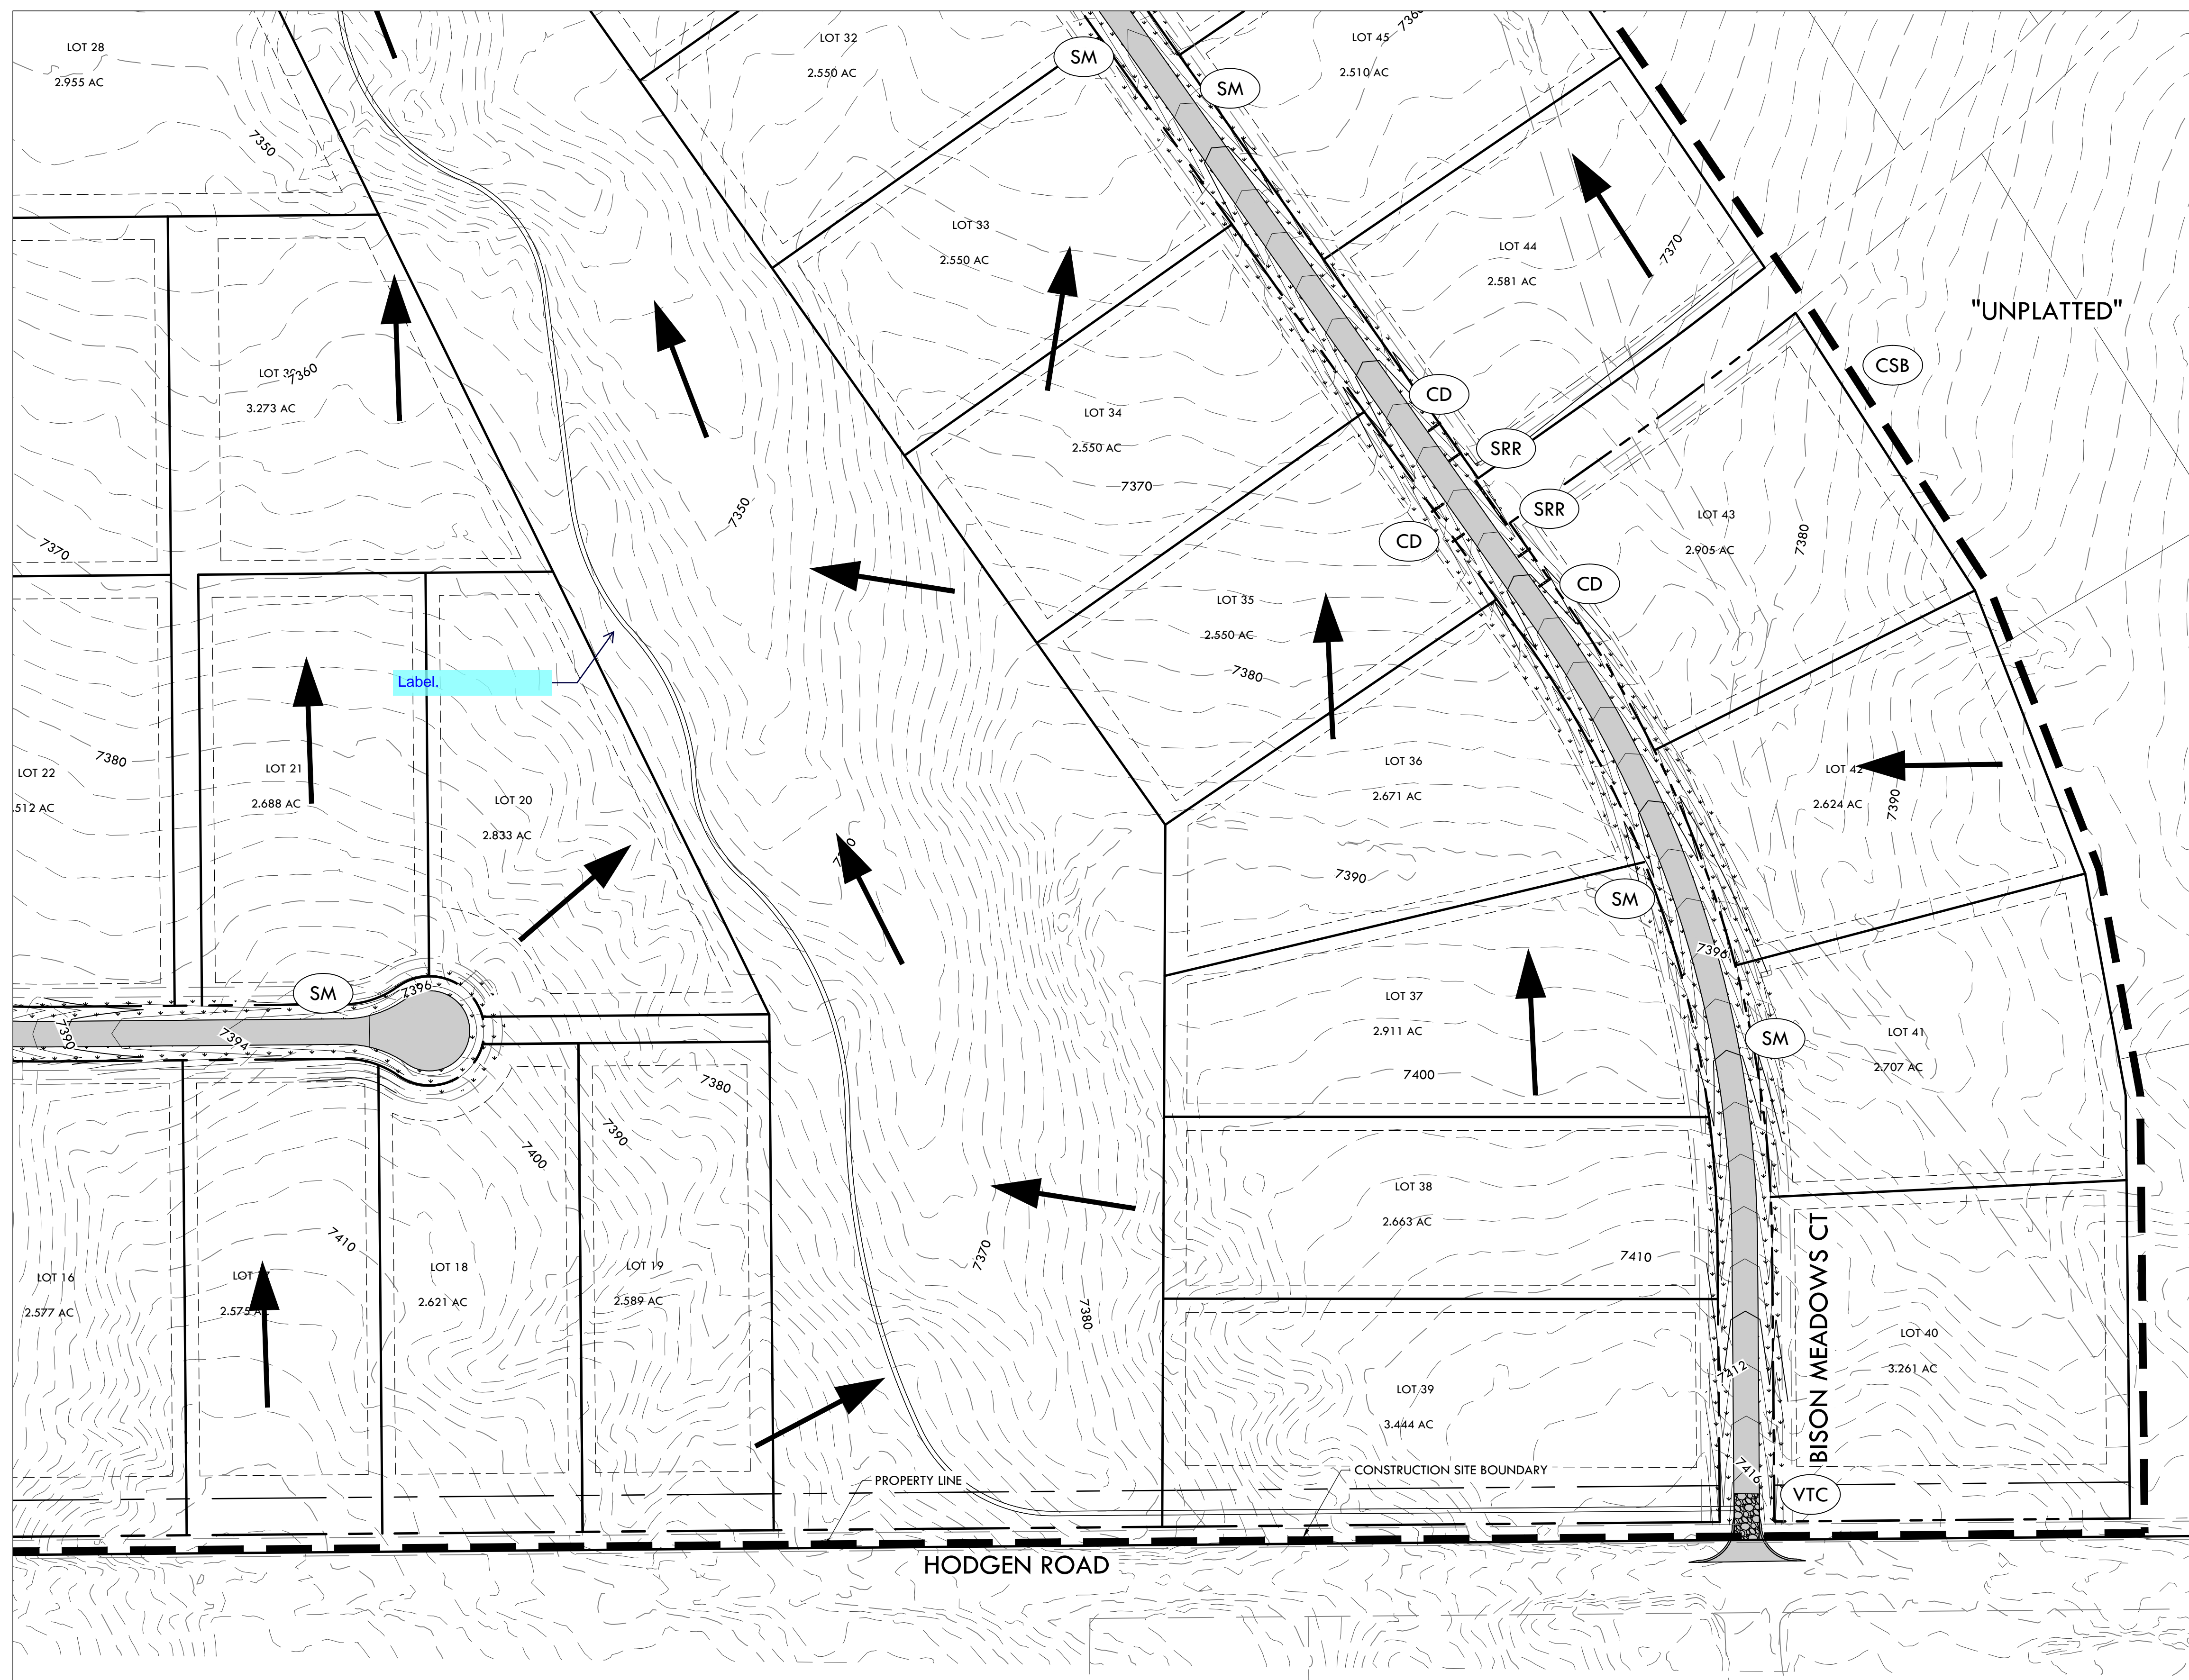 LOT 28
2.955 AC
LOT 32
2.550 AC
LOT 45
2.510 AC
SM
SM
7350
LOT 33
2.550 AC
LOT 44
2.581 AC
7370
"UNPLATTED"
CSB
7360
3.273 AC
CD
SRR
LOT 34
2.550 AC
7370
7350
SRR
CD
CD
LOT 43
2.905 AC
7380
7370
LOT 35
2.550 AC
7380
Label.
7380
LOT 22
.512 AC
LOT 21
2.688 AC
LOT 20
2.833 AC
LOT 36
2.671 AC
7390
LOT 42
2.624 AC
7390
SM
7396
SM
7396
7390
7394
LOT 37
2.911 AC
7400
SM
LOT 41
2.707 AC
7380
7390
7400
LOT 38
2.663 AC
7410
7410
7370
7380
LOT 16
2.577 AC
LOT 18
2.621 AC
LOT 19
2.589 AC
BISON MEADOWS CT
LOT 40
3.261 AC
7412
LOT 39
3.444 AC
PROPERTY LINE
CONSTRUCTION SITE BOUNDARY
7416
VTC
HODGEN ROAD